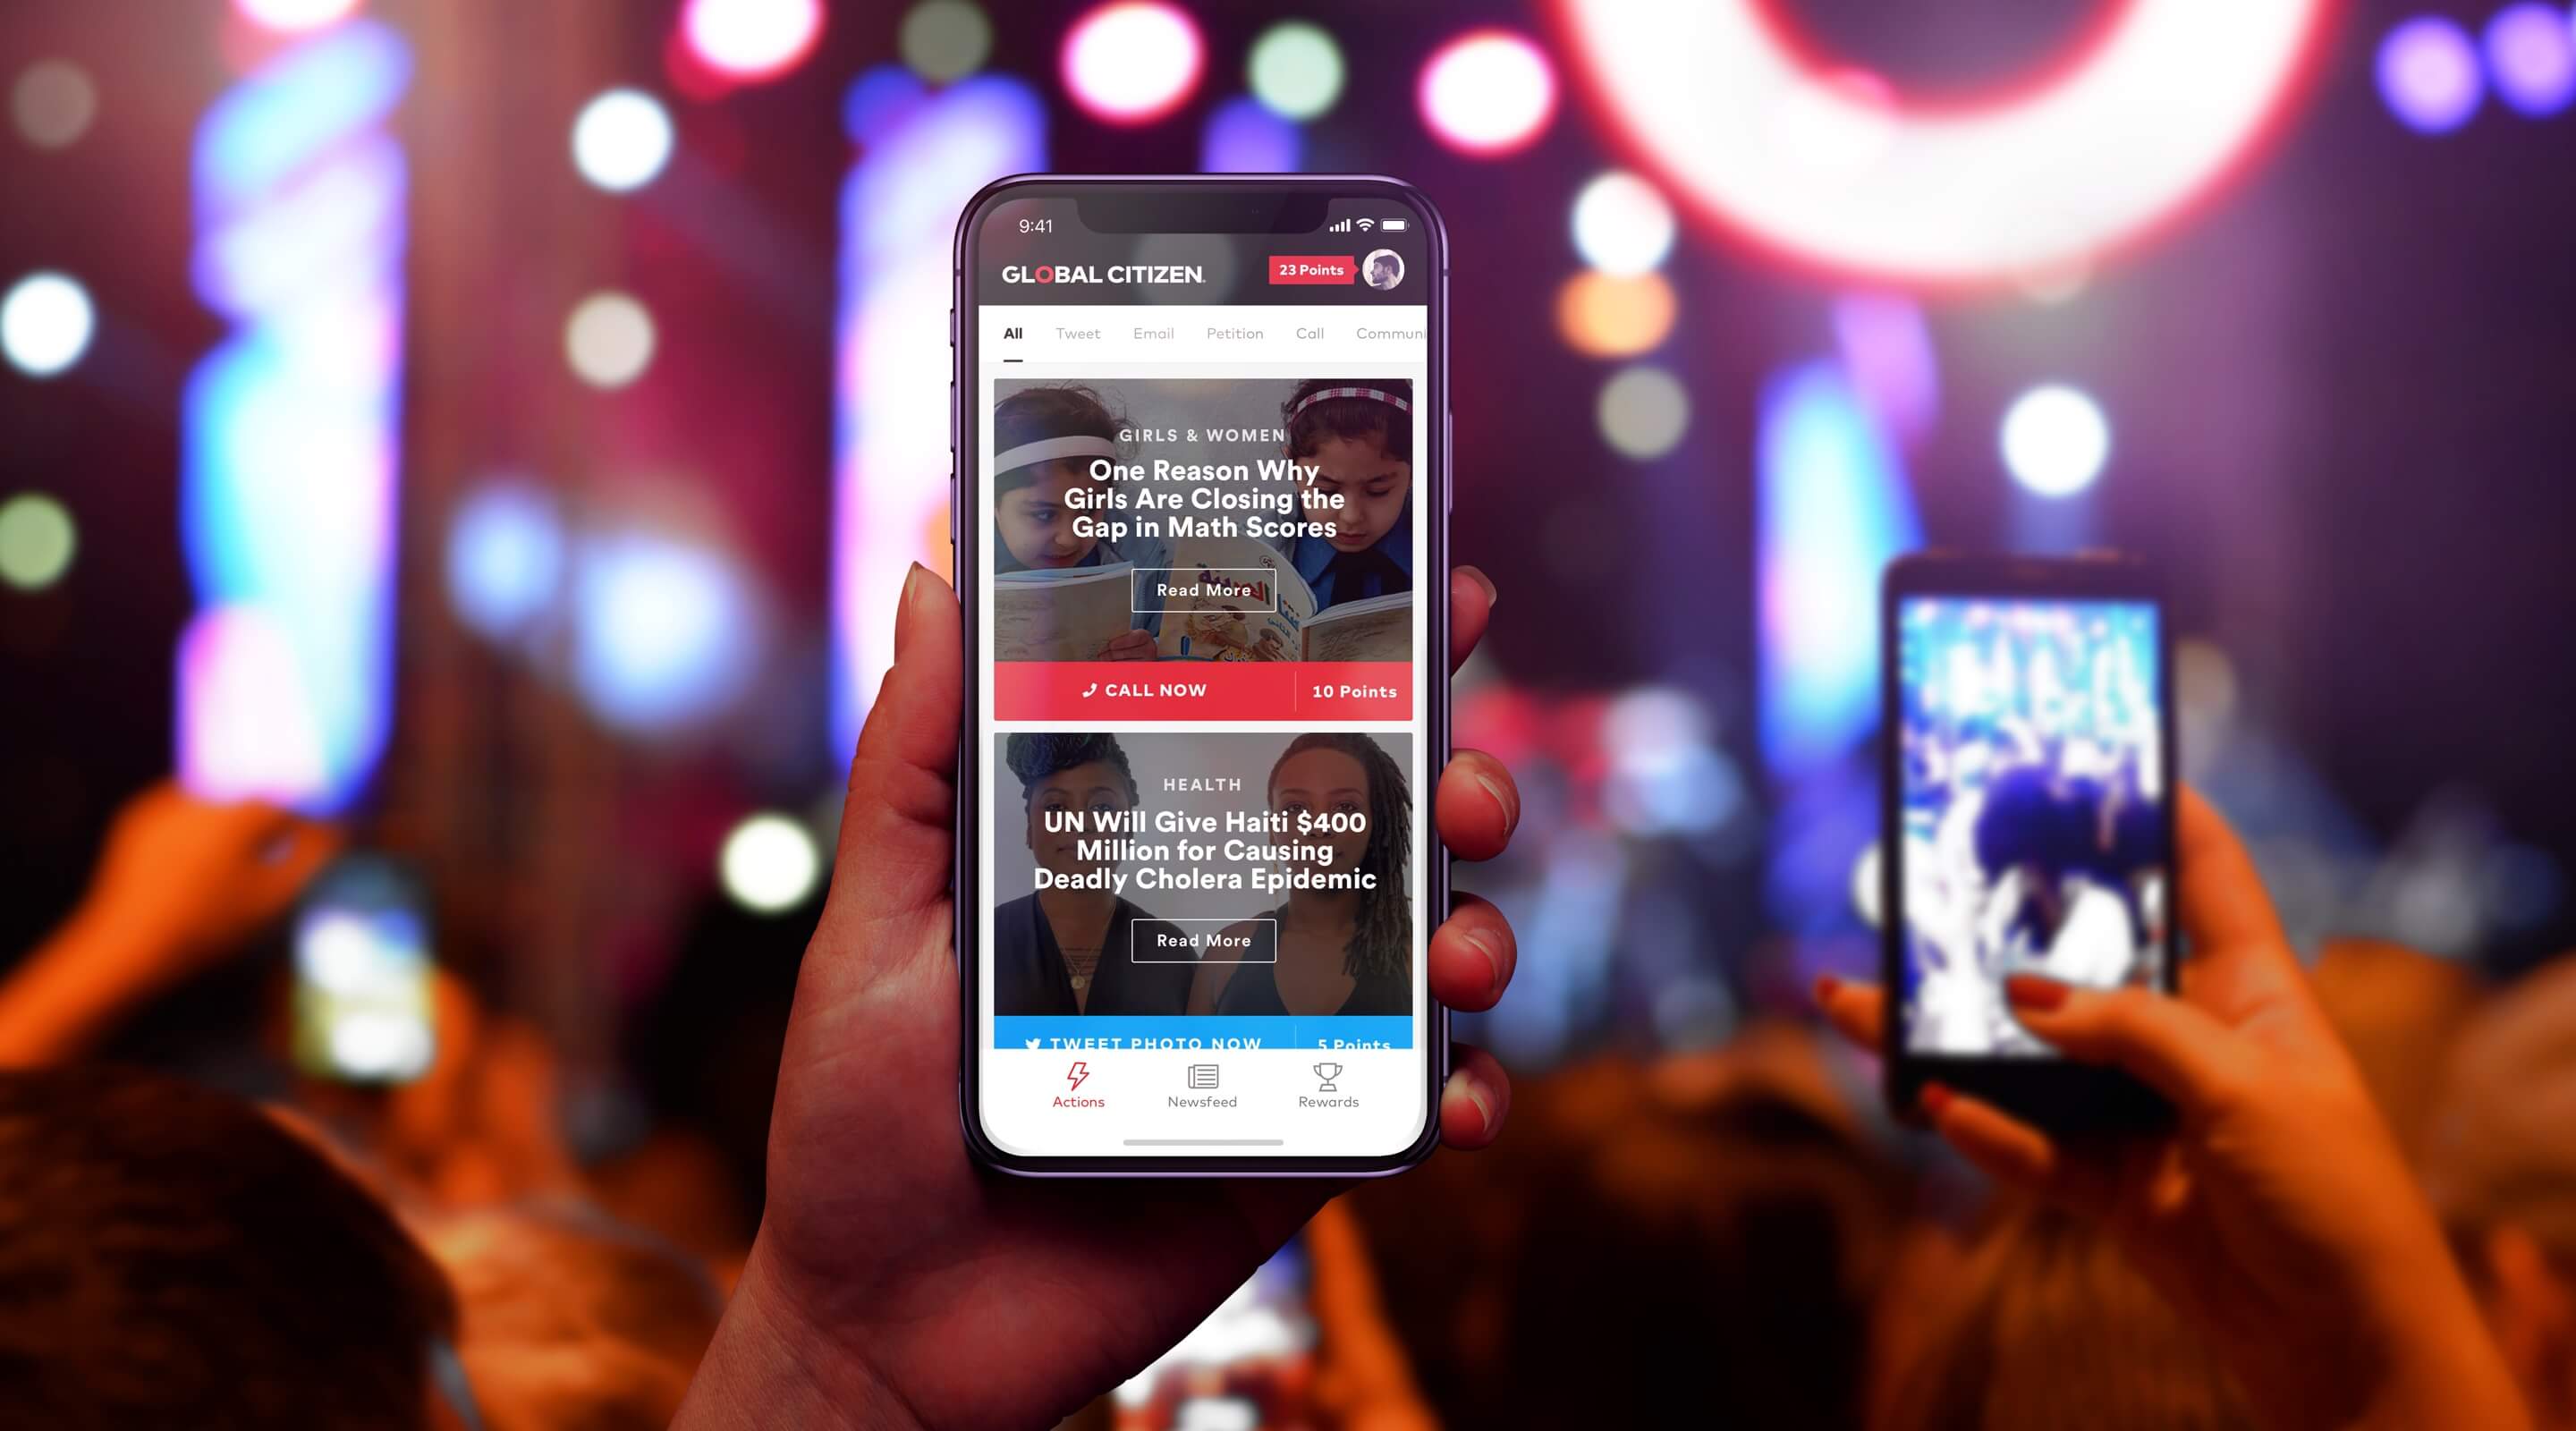 9:41
GLOBAL CITIZEN.
23 Points
All Tweet Email Petition Call Communi
GIRLS & WOMEN
One Reason Why
Girls Are Closing the
Gap in Math Scores
Read More
CALL NOW 10 Points
HEALTH
UN Will Give Haiti $400
Million for Causing
Deadly Cholera Epidemic
Read More
TWEET PHOTO NOW 5 Points
Actions Newsfeed Rewards